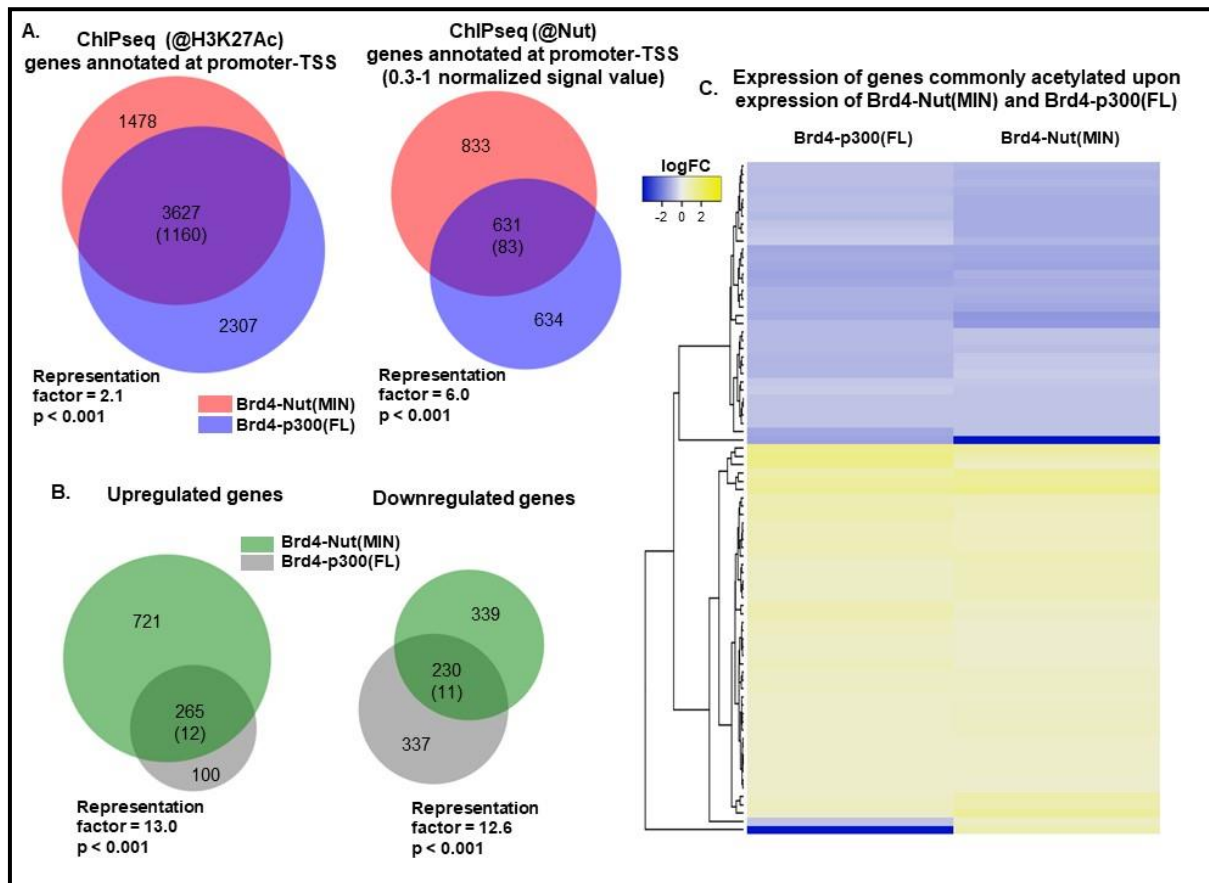 A.
ChIPseq (@H3K27Ac)
genes annotated at promoter-TSS
1478
3627
(1160)
2307
Representation
factor = 2.1
p < 0.001
ChIPseq (@Nut)
genes annotated at promoter-TSS
(0.3-1 normalized signal value)
833
631
(83)
634
Representation
factor = 6.0
p < 0.001
Brd4-Nut(MIN)
Brd4-p300(FL)
B.
Upregulated genes
721
265
(12)
100
Representation
factor = 13.0
p < 0.001
Brd4-Nut(MIN)
Brd4-p300(FL)
Downregulated genes
339
230
(11)
337
Representation
factor = 12.6
p < 0.001
C.
Expression of genes commonly acetylated upon
expression of Brd4-Nut(MIN) and Brd4-p300(FL)
Brd4-p300(FL)
Brd4-Nut(MIN)
logFC
-2 0 2